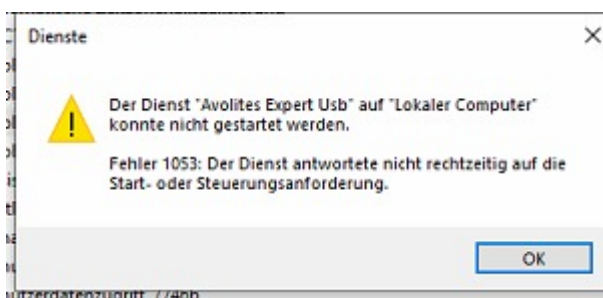 Dienste
Der Dienst "Avolites Expert Usb" auf "Lokaler Computer"
konnte nicht gestartet werden.
Fehler 1053: Der Dienst antwortete nicht rechtzeitig auf die
Start- oder Steuerungsanforderung.
OK